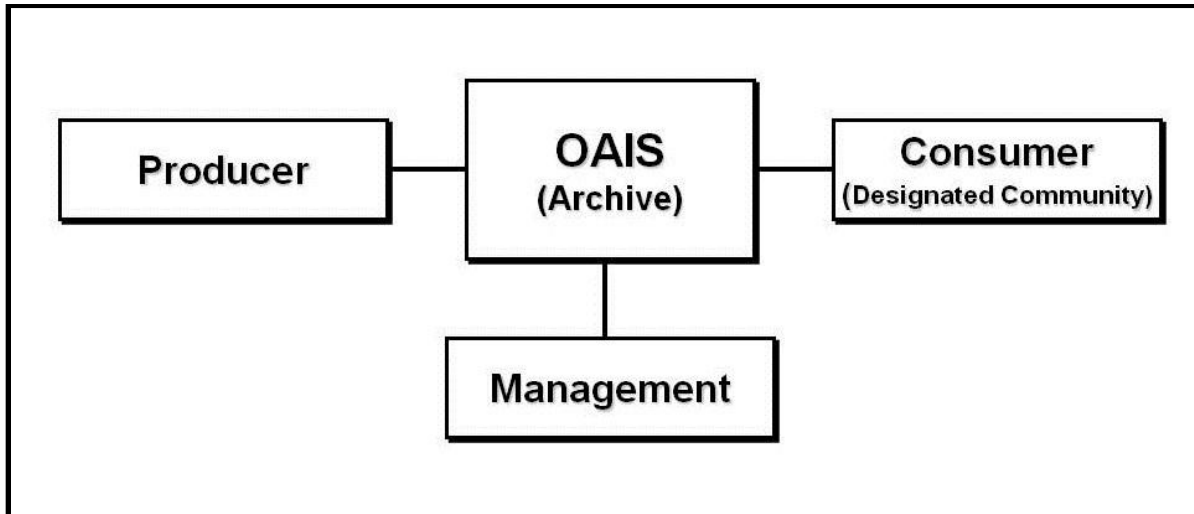 Producer
OAIS
(Archive)
Consumer
(Designated Community)
Management